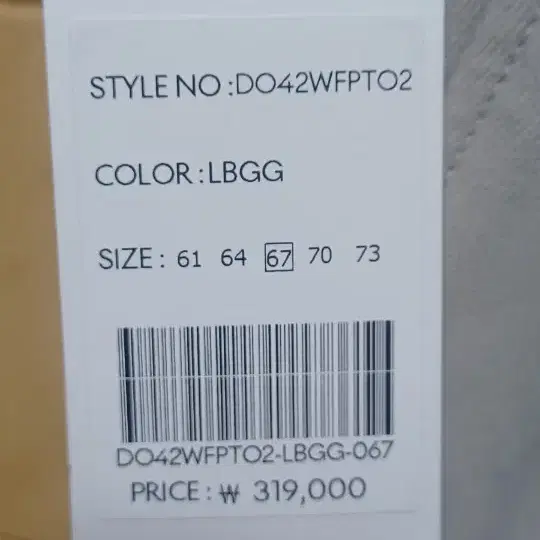 STYLE NO :DO42WFPTO2
COLOR : LBGG
SIZE : 61 64 67 70 73
DO42WFPTO2-LBGG-067
PRICE : ₩ 319,000